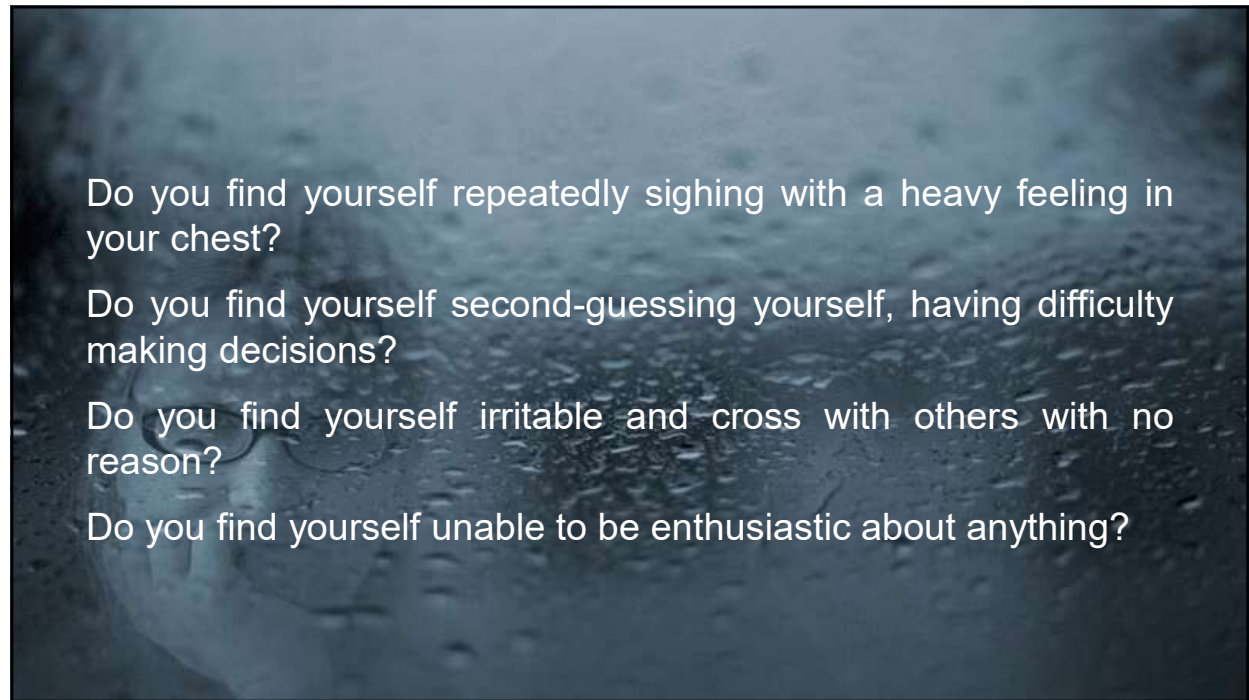 Do you find yourself repeatedly sighing with a heavy feeling in
your chest?
Do you find yourself second-guessing yourself, having difficulty
making decisions?
Do you find yourself irritable and cross with others with no
reason?
Do you find yourself unable to be enthusiastic about anything?